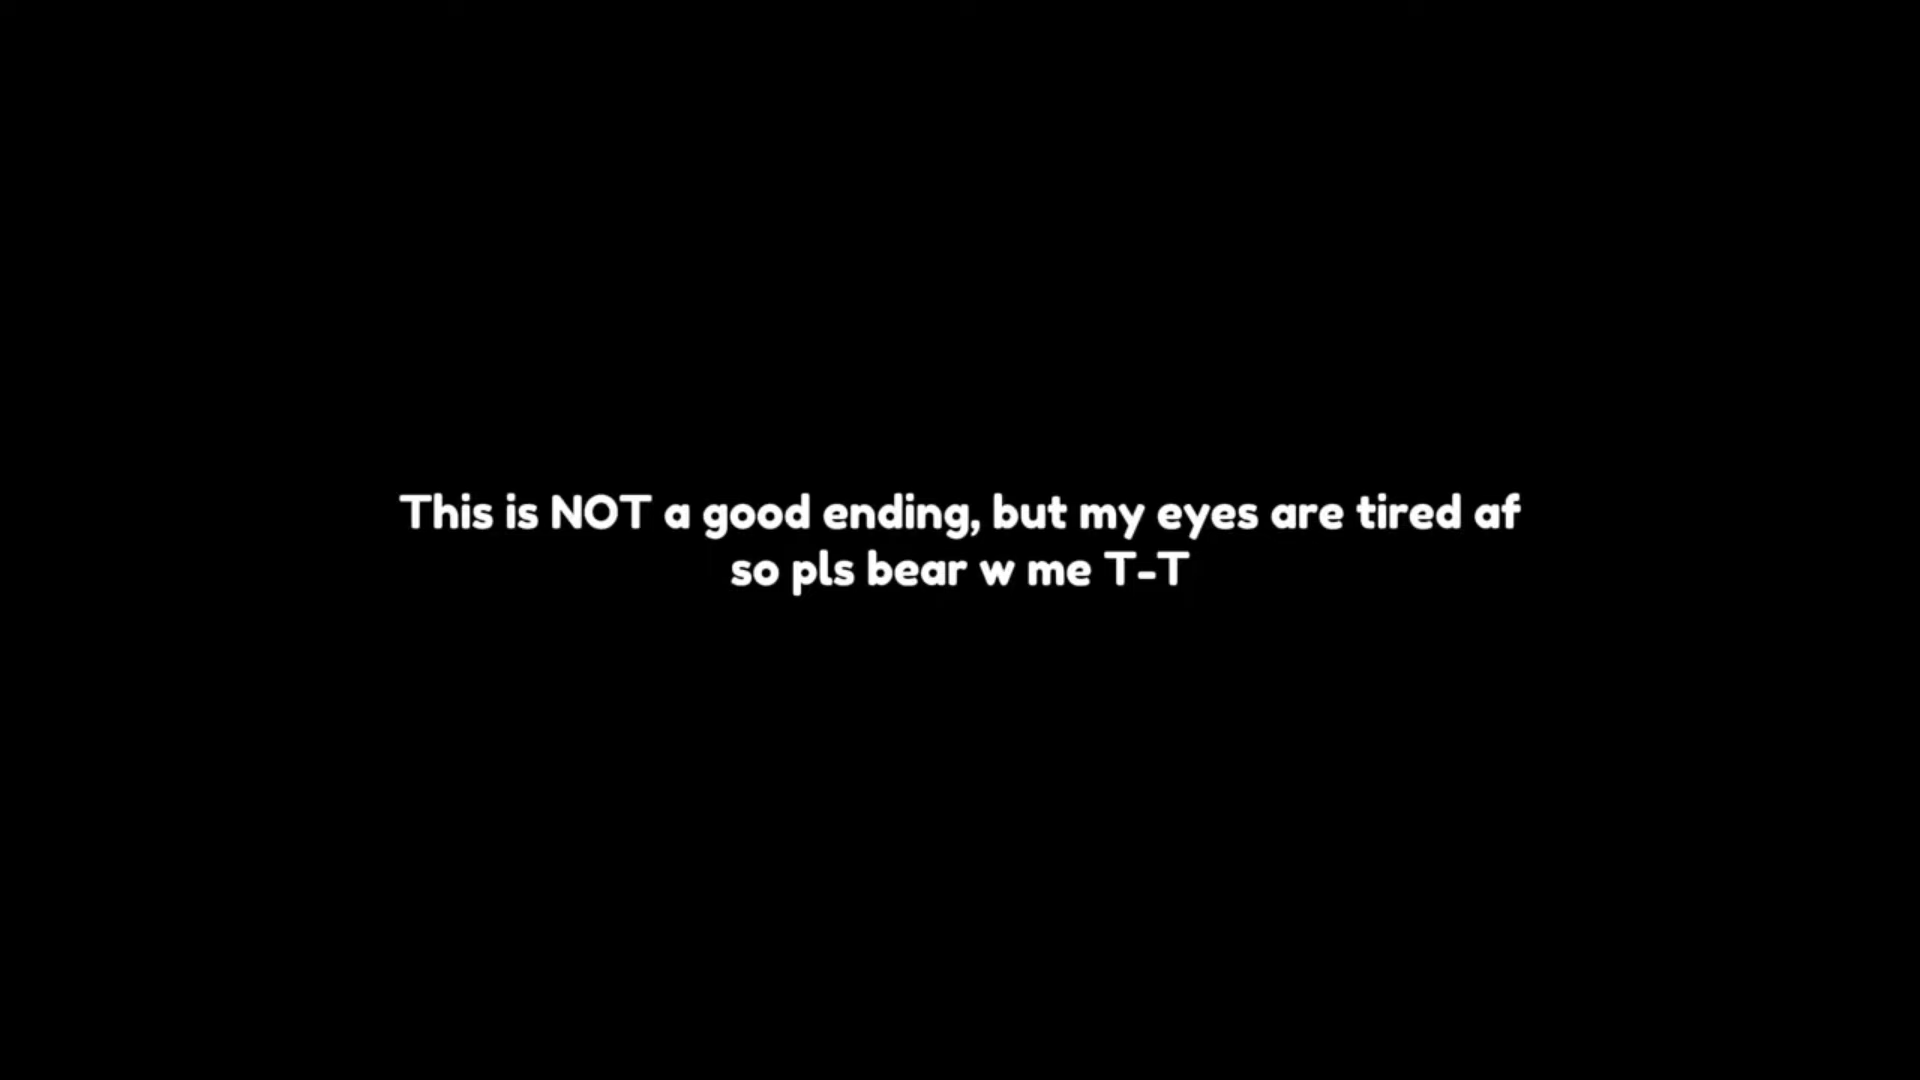 This is NOT a good ending, but my eyes are tired af
so pls bear w me T-T